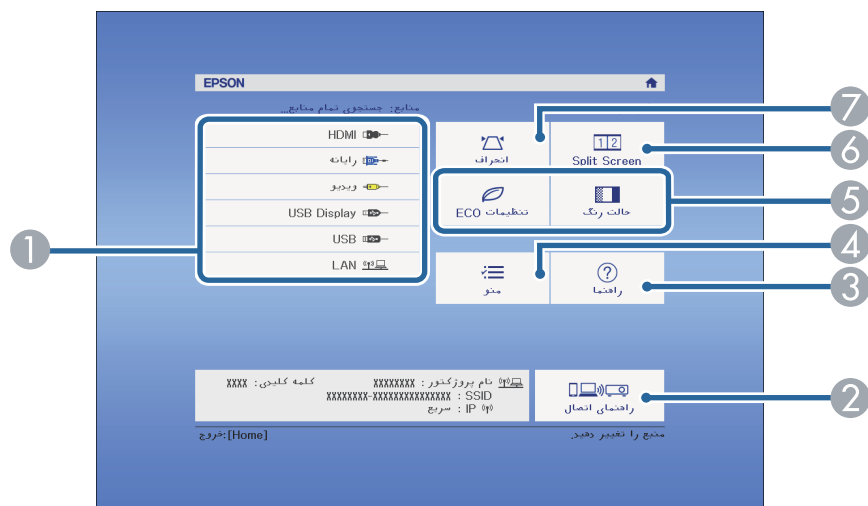 EPSON
منابع: جستجوی تمام منابع...
HDMI
رایانه
ویدیو
USB Display
USB
LAN
انحراف
1 2
Split Screen
تنظیمات ECO
حالت رنگ
منو
?
راهنما
نام پروژکتور: XXXXXXXX
کلمه کلیدی: XXXX
SSID : XXXXXXXX-XXXXXXXXXXXXXX
IP : سریع
راهنمای اتصال
منبع را تغییر دهید.
[Home]:خروج
7
6
5
4
3
2
1